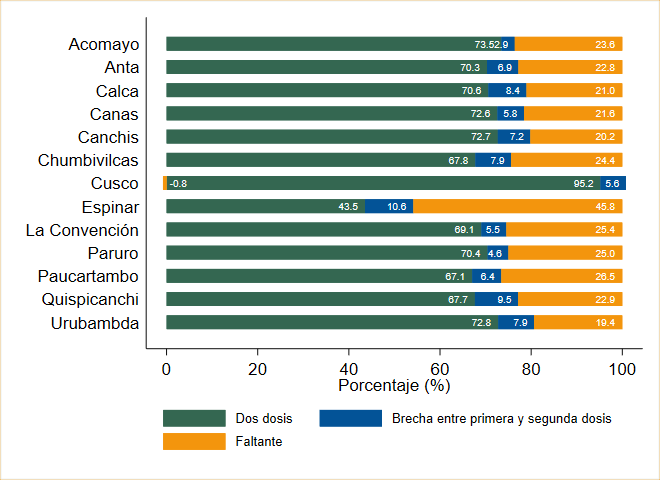 Acomayo 73.5 2.9 23.6
Anta 70.3 6.9 22.8
Calca 70.6 8.4 21.0
Canas 72.6 5.8 21.6
Canchis 72.7 7.2 20.2
Chumbivilcas 67.8 7.9 24.4
Cusco -0.8 95.2 5.6
Espinar 43.5 10.6 45.8
La Convención 69.1 5.5 25.4
Paruro 70.4 4.6 25.0
Paucartambo 67.1 6.4 26.5
Quispicanchi 67.7 9.5 22.9
Urubambda 72.8 7.9 19.4
0 20 40 60 80 100
Porcentaje (%)
Dos dosis Brecha entre primera y segunda dosis
Faltante